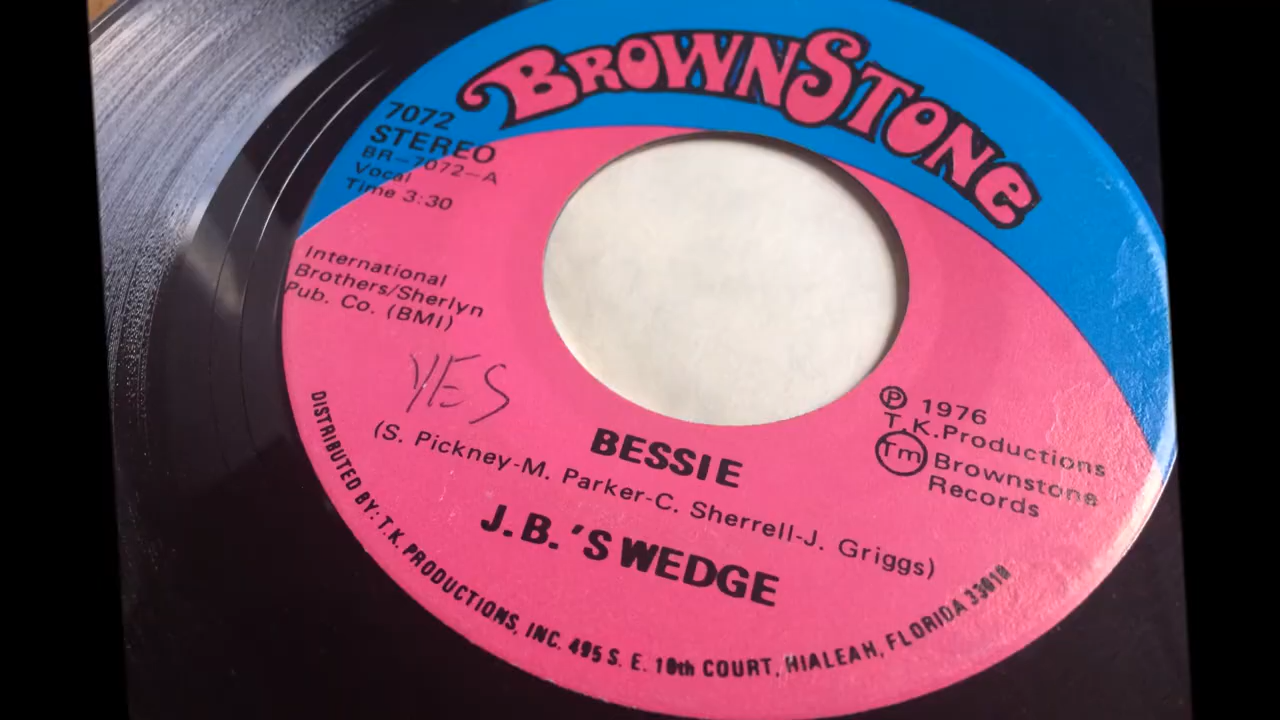 BROWNSTONE
7072
STEREO
BR-7072-A
Vocal
Time 3:30
International
Brothers/Sherlyn
Pub. Co. (BMI)
YES
Ⓟ 1976
T.K.Productions
Tm Brownstone
Records
BESSIE
(S. Pickney-M. Parker-C. Sherrell-J. Griggs)
J.B.'S WEDGE
DISTRIBUTED BY: T.K. PRODUCTIONS, INC. 495 S. E. 10th COURT, HIALEAH, FLORIDA 33010